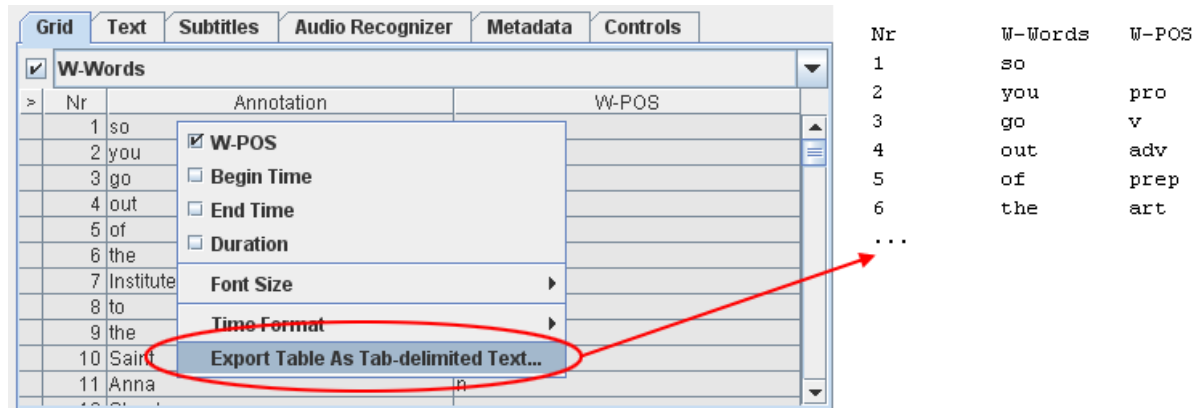 Grid Text Subtitles Audio Recognizer Metadata Controls
W-Words
> Nr Annotation W-POS
1 so
2 you
3 go
4 out
5 of
6 the
7 Institute
8 to
9 the
10 Saint
11 Anna n
W-POS
Begin Time
End Time
Duration
Font Size
Time Format
Export Table As Tab-delimited Text...
Nr W-Words W-POS
1 so
2 you pro
3 go v
4 out adv
5 of prep
6 the art
...